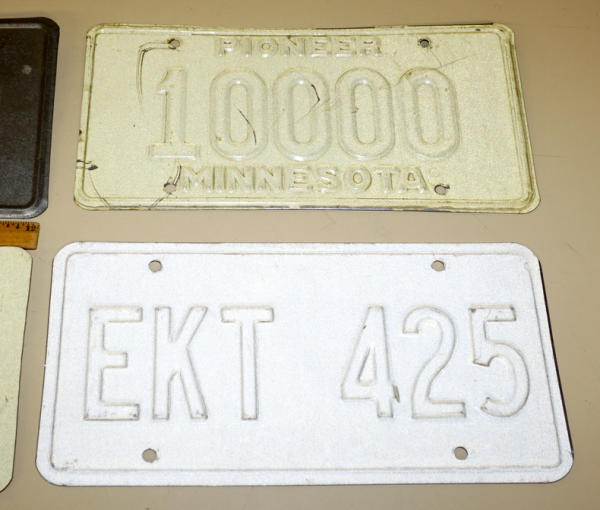 PIONEER
10000
MINNESOTA
EKT 425